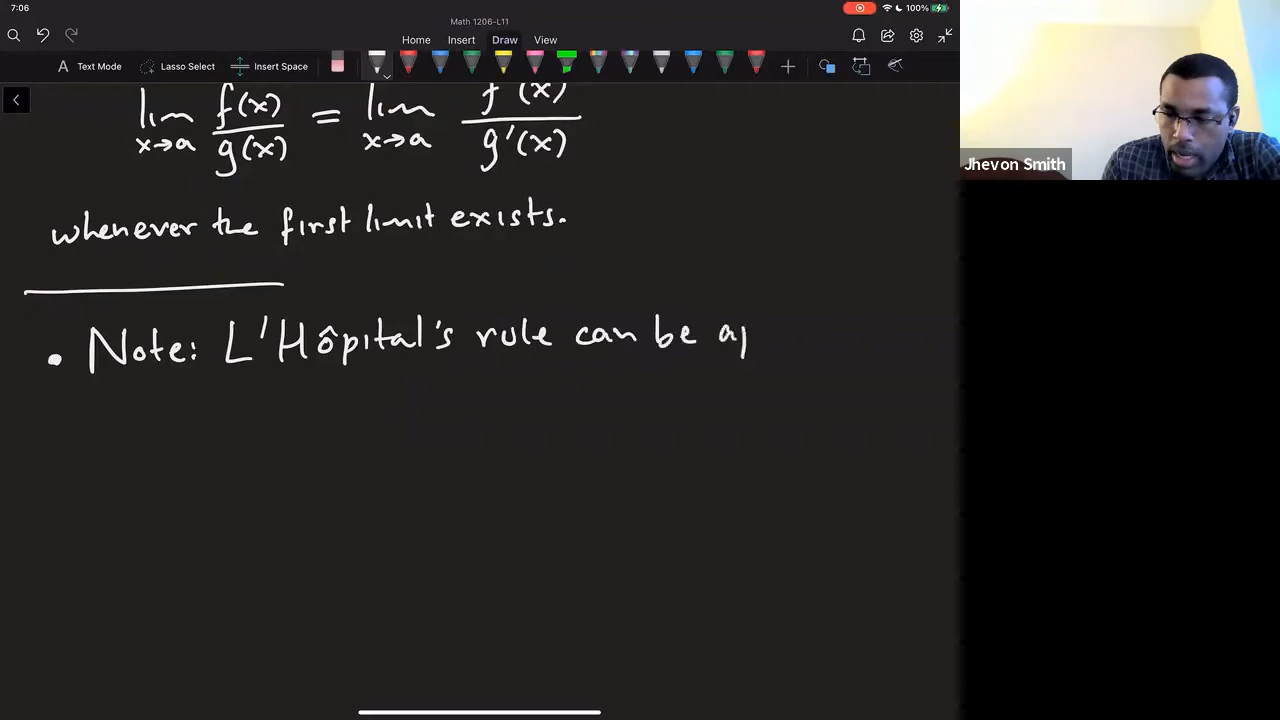 7:06
100%
Math 1206-L11
Home Insert Draw View
Text Mode Lasso Select Insert Space
lim x→a f(x)/g(x) = lim x→a f'(x)/g'(x)
whenever the first limit exists.
• Note: L'Hôpital's rule can be ap
Jhevon Smith